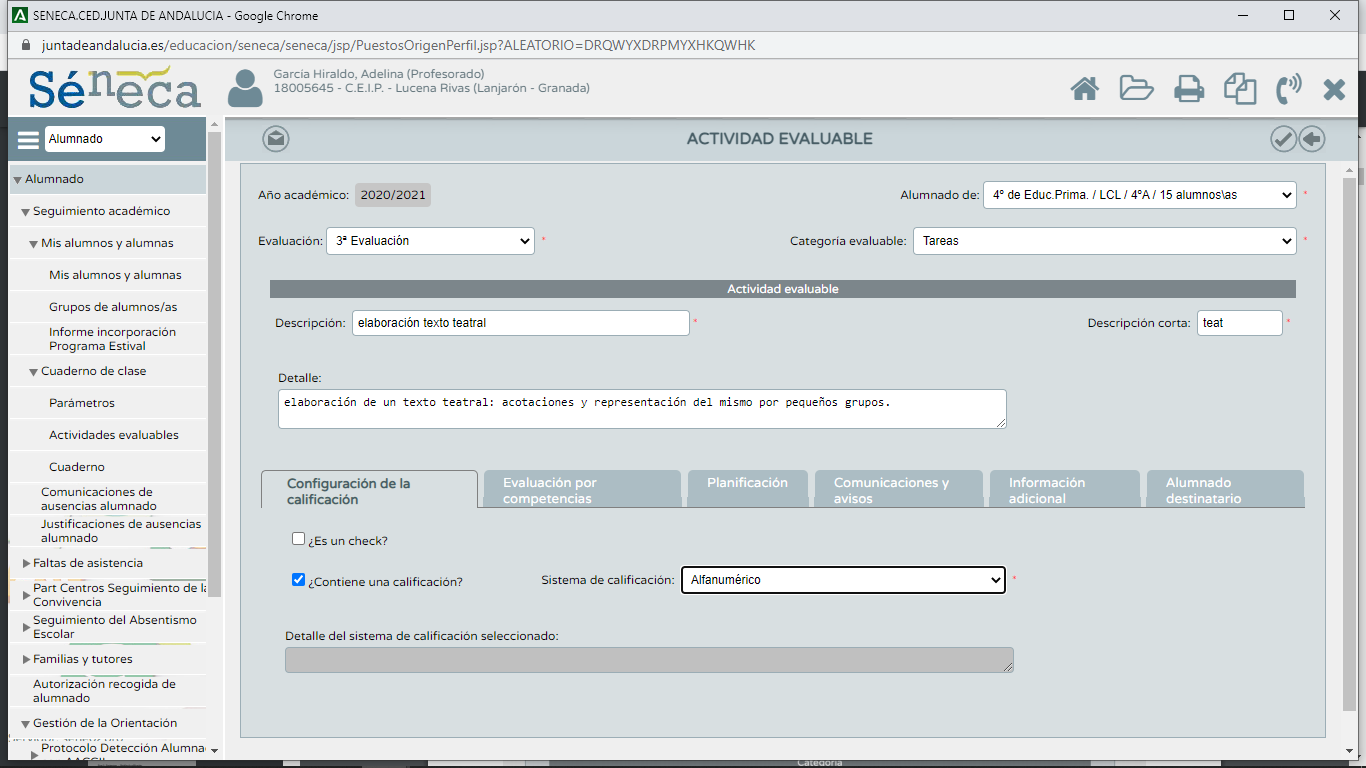 SENECA.CED.JUNTA DE ANDALUCIA - Google Chrome
juntadeandalucia.es/educacion/seneca/seneca/jsp/PuestosOrigenPerfil.jsp?ALEATORIO=DRQWYXDRPMYXHKQWHK
Séneca
García Hiraldo, Adelina (Profesorado)
18005645 - C.E.I.P. - Lucena Rivas (Lanjarón - Granada)
Alumnado
ACTIVIDAD EVALUABLE
Alumnado
Seguimiento académico
Mis alumnos y alumnas
Mis alumnos y alumnas
Grupos de alumnos/as
Informe incorporación
Programa Estival
Cuaderno de clase
Parámetros
Actividades evaluables
Cuaderno
Comunicaciones de
ausencias alumnado
Justificaciones de ausencias
alumnado
Faltas de asistencia
Part Centros Seguimiento de la
Convivencia
Seguimiento del Absentismo
Escolar
Familias y tutores
Autorización recogida de
alumnado
Gestión de la Orientación
Protocolo Detección Alumna
Año académico: 2020/2021
Alumnado de: 4º de Educ.Prima. / LCL / 4ºA / 15 alumnos\as *
Evaluación: 3ª Evaluación *
Categoría evaluable: Tareas *
Actividad evaluable
Descripción: elaboración texto teatral *
Descripción corta: teat *
Detalle:
elaboración de un texto teatral: acotaciones y representación del mismo por pequeños grupos.
Configuración de la
calificación
Evaluación por
competencias
Planificación
Comunicaciones y
avisos
Información
adicional
Alumnado
destinatario
¿Es un check?
¿Contiene una calificación?
Sistema de calificación: Alfanumérico *
Detalle del sistema de calificación seleccionado:
Categoría